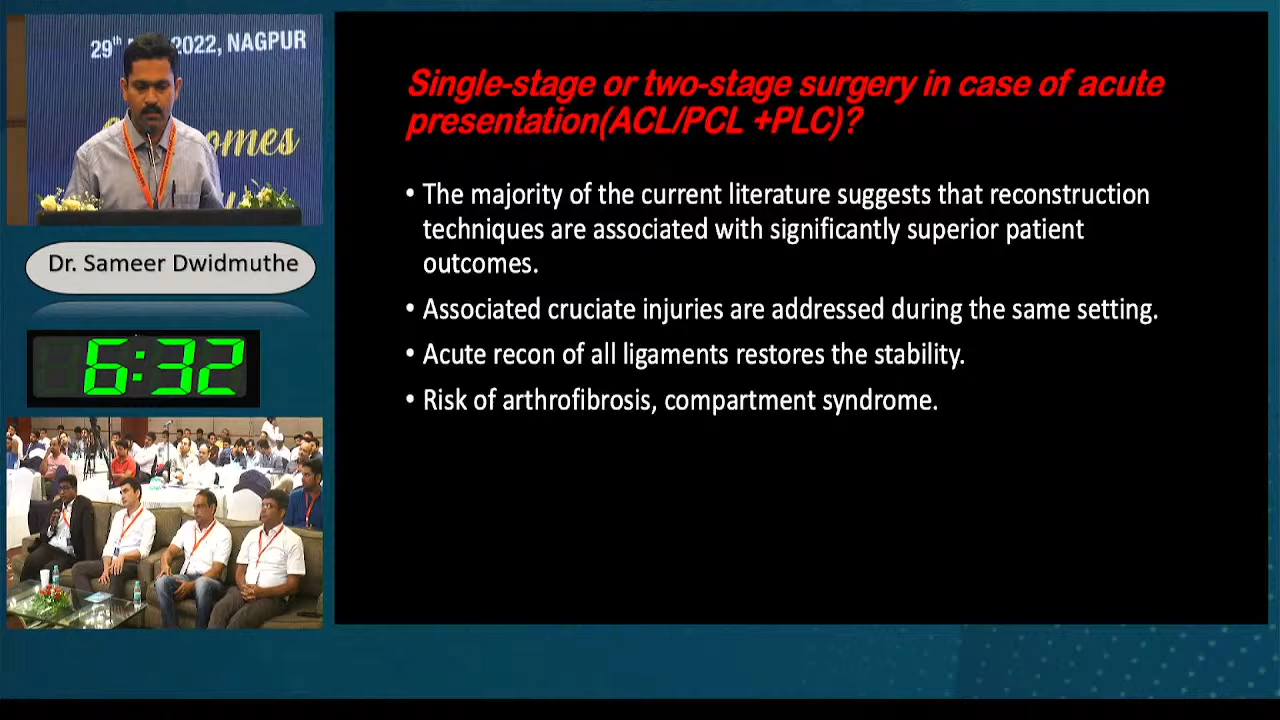 29th 2022, NAGPUR
omes
Dr. Sameer Dwidmuthe
6:32
Single-stage or two-stage surgery in case of acute
presentation(ACL/PCL +PLC)?
• The majority of the current literature suggests that reconstruction
techniques are associated with significantly superior patient
outcomes.
• Associated cruciate injuries are addressed during the same setting.
• Acute recon of all ligaments restores the stability.
• Risk of arthrofibrosis, compartment syndrome.